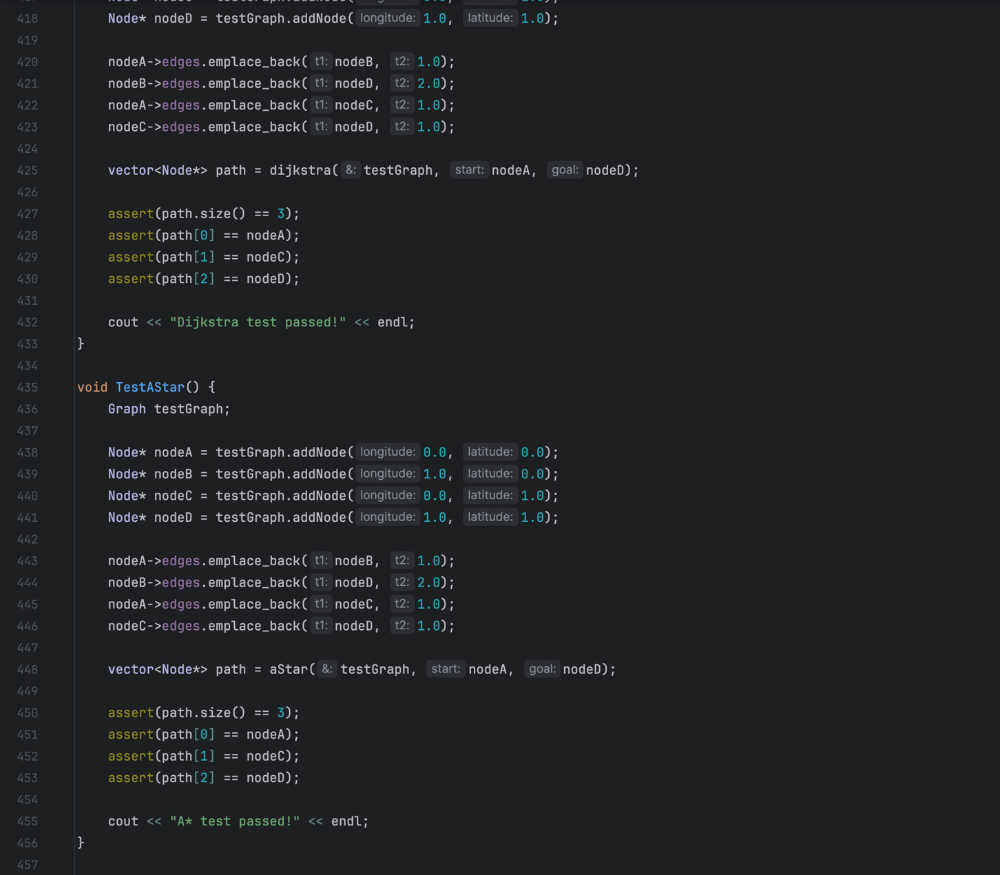 418 Node* nodeD = testGraph.addNode( longitude: 1.0, latitude: 1.0);
419
420 nodeA->edges.emplace_back( t1: nodeB, t2: 1.0);
421 nodeB->edges.emplace_back( t1: nodeD, t2: 2.0);
422 nodeA->edges.emplace_back( t1: nodeC, t2: 1.0);
423 nodeC->edges.emplace_back( t1: nodeD, t2: 1.0);
424
425 vector<Node*> path = dijkstra( &: testGraph, start: nodeA, goal: nodeD);
426
427 assert(path.size() == 3);
428 assert(path[0] == nodeA);
429 assert(path[1] == nodeC);
430 assert(path[2] == nodeD);
431
432 cout << "Dijkstra test passed!" << endl;
433 }
434
435 void TestAStar() {
436 Graph testGraph;
437
438 Node* nodeA = testGraph.addNode( longitude: 0.0, latitude: 0.0);
439 Node* nodeB = testGraph.addNode( longitude: 1.0, latitude: 0.0);
440 Node* nodeC = testGraph.addNode( longitude: 0.0, latitude: 1.0);
441 Node* nodeD = testGraph.addNode( longitude: 1.0, latitude: 1.0);
442
443 nodeA->edges.emplace_back( t1: nodeB, t2: 1.0);
444 nodeB->edges.emplace_back( t1: nodeD, t2: 2.0);
445 nodeA->edges.emplace_back( t1: nodeC, t2: 1.0);
446 nodeC->edges.emplace_back( t1: nodeD, t2: 1.0);
447
448 vector<Node*> path = aStar( &: testGraph, start: nodeA, goal: nodeD);
449
450 assert(path.size() == 3);
451 assert(path[0] == nodeA);
452 assert(path[1] == nodeC);
453 assert(path[2] == nodeD);
454
455 cout << "A* test passed!" << endl;
456 }
457